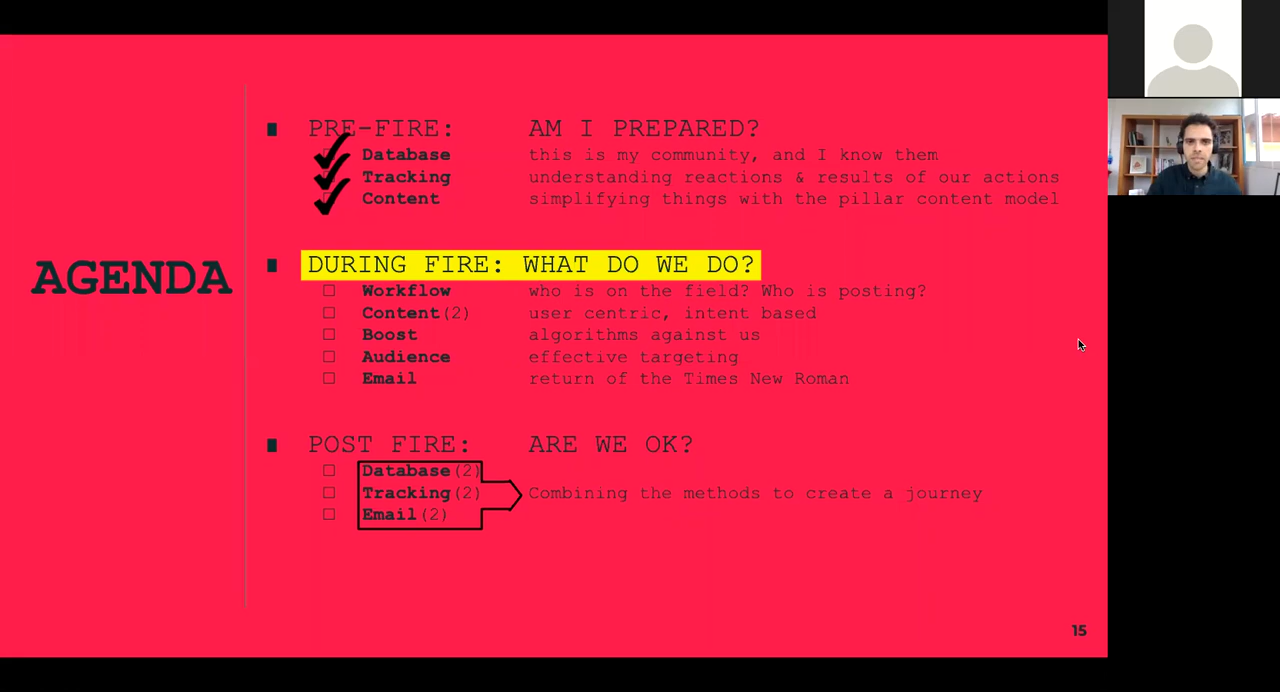 AGENDA
PRE-FIRE: AM I PREPARED?
Database this is my community, and I know them
Tracking understanding reactions & results of our actions
Content simplifying things with the pillar content model
DURING FIRE: WHAT DO WE DO?
Workflow who is on the field? Who is posting?
Content(2) user centric, intent based
Boost algorithms against us
Audience effective targeting
Email return of the Times New Roman
POST FIRE: ARE WE OK?
Database(2)
Tracking(2) Combining the methods to create a journey
Email(2)
15